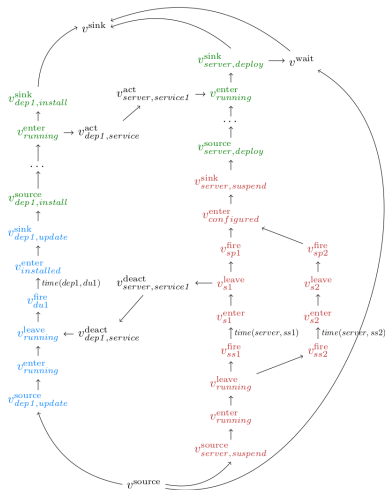 v^sink
v^sink_server,deploy
v^wait
v^sink_dep1,install
v^act_server,service1
v^enter_running
v^enter_running
v^act_dep1,service
...
...
v^source_server,deploy
v^source_dep1,install
v^sink_server,suspend
v^enter_configured
v^sink_dep1,update
v^fire_sp1
v^fire_sp2
v^enter_installed
time(dep1,du1)
v^deact_server,service1
v^leave_s1
v^leave_s2
v^fire_du1
v^enter_s1
v^enter_s2
v^leave_running
v^deact_dep1,service
time(server,ss1)
time(server,ss2)
v^fire_ss1
v^fire_ss2
v^enter_running
v^leave_running
v^source_dep1,update
v^enter_running
v^source_server,suspend
v^source